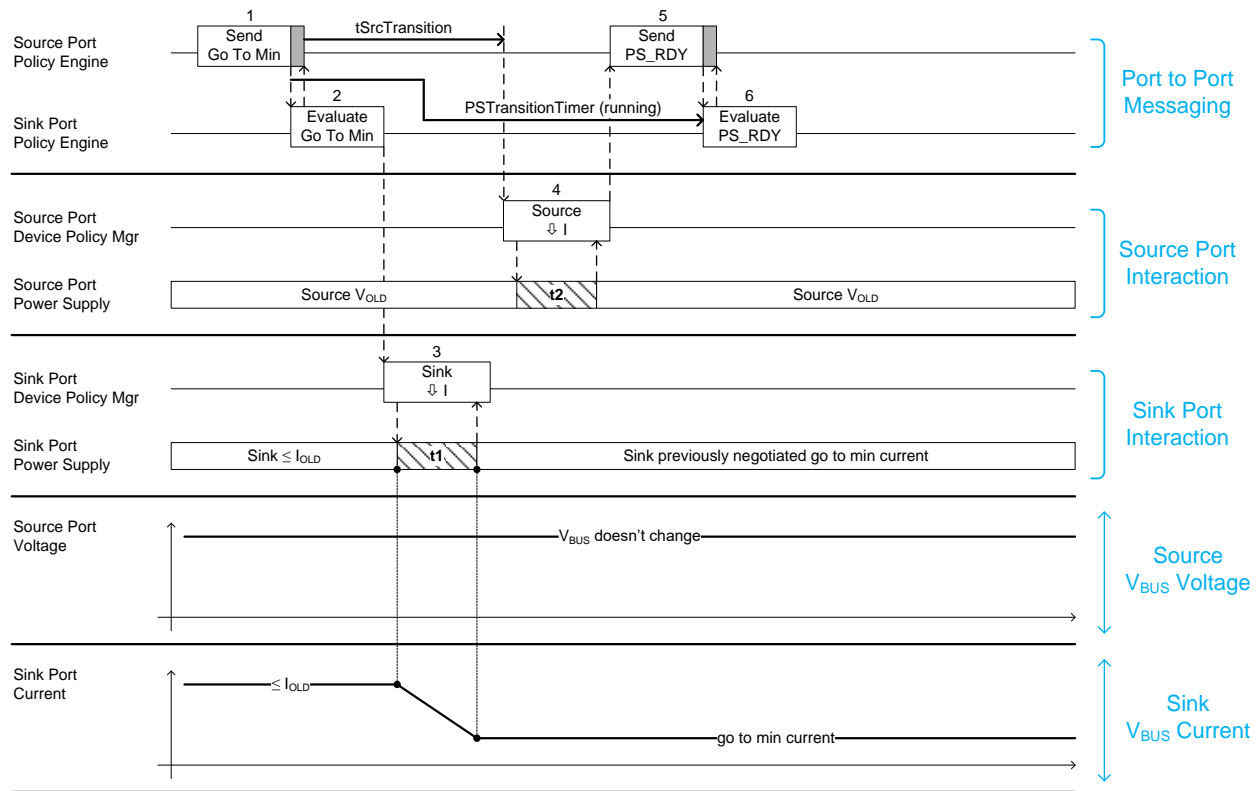 1
5
Source Port
Policy Engine
Send
Go To Min
tSrcTransition
Send
PS_RDY
Port to Port
Messaging
2
PSTransitionTimer (running)
6
Sink Port
Policy Engine
Evaluate
Go To Min
Evaluate
PS_RDY
4
Source Port
Device Policy Mgr
Source
⇩ I
Source Port
Interaction
Source Port
Power Supply
Source VOLD
t2
Source VOLD
3
Sink Port
Device Policy Mgr
Sink
⇩ I
Sink Port
Interaction
Sink Port
Power Supply
Sink ≤ IOLD
t1
Sink previously negotiated go to min current
Source Port
Voltage
VBUS doesn't change
Source
VBUS Voltage
Sink Port
Current
≤ IOLD
go to min current
Sink
VBUS Current